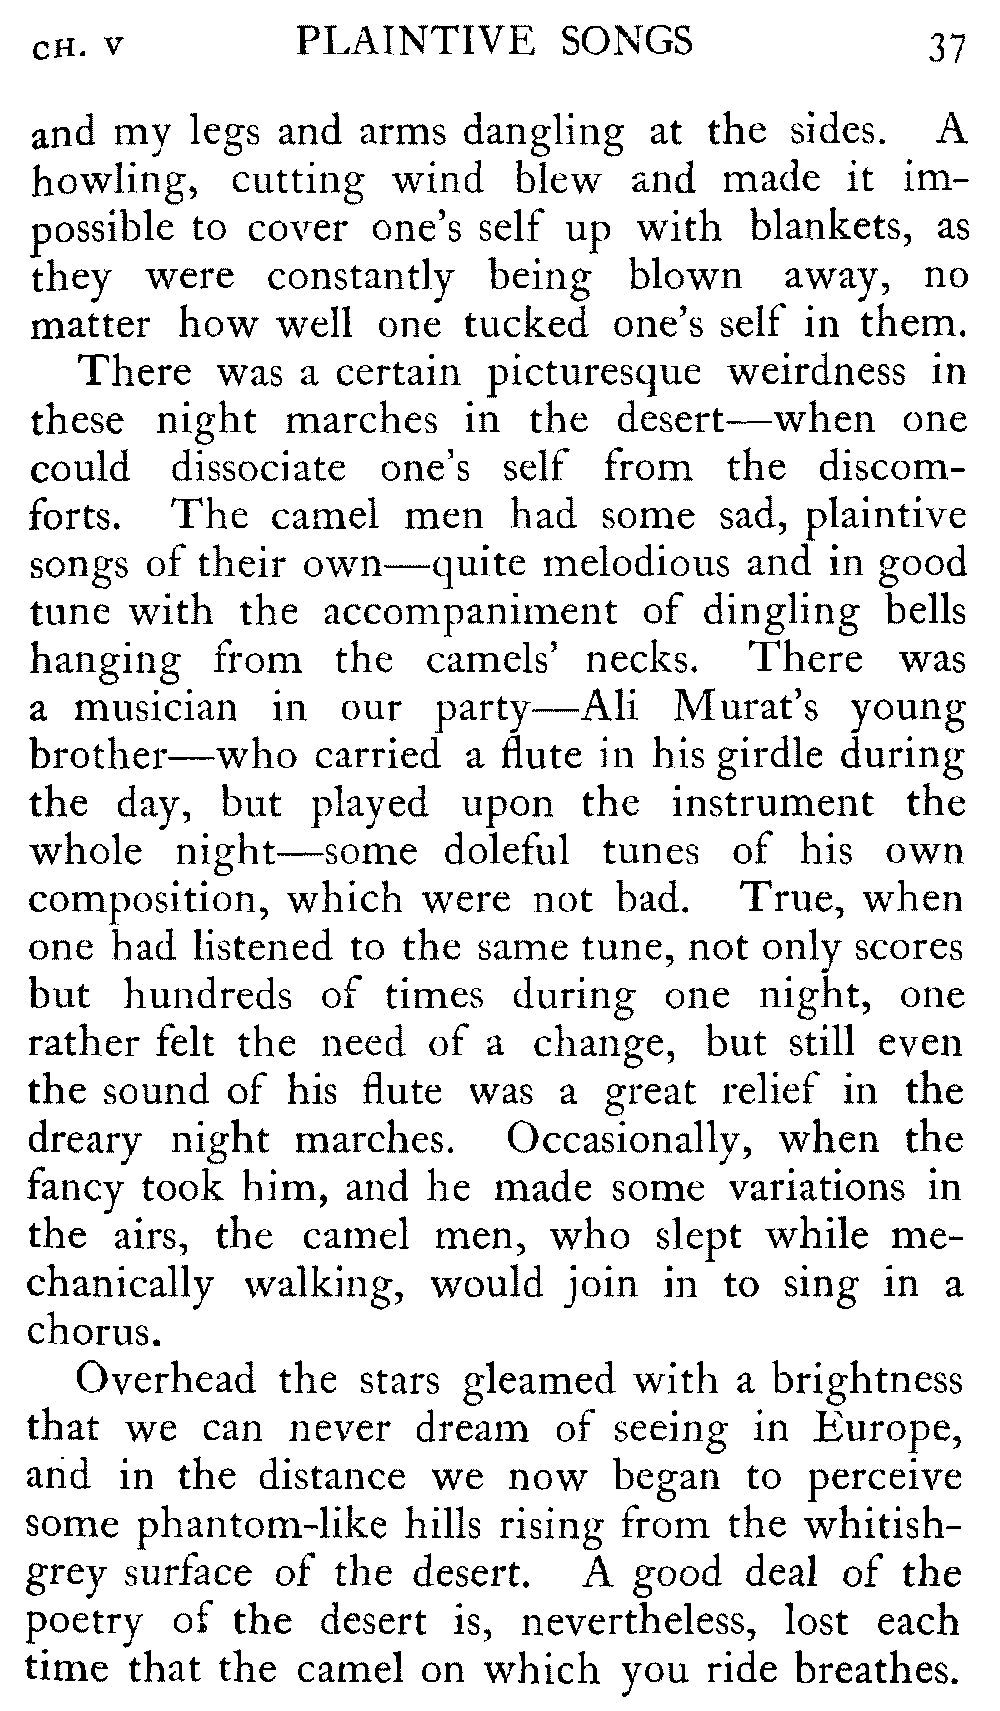 CH. V PLAINTIVE SONGS 37
and my legs and arms dangling at the sides. A
howling, cutting wind blew and made it im-
possible to cover one's self up with blankets, as
they were constantly being blown away, no
matter how well one tucked one's self in them.
There was a certain picturesque weirdness in
these night marches in the desert—when one
could dissociate one's self from the discom-
forts. The camel men had some sad, plaintive
songs of their own—quite melodious and in good
tune with the accompaniment of dingling bells
hanging from the camels' necks. There was
a musician in our party—Ali Murat's young
brother—who carried a flute in his girdle during
the day, but played upon the instrument the
whole night—some doleful tunes of his own
composition, which were not bad. True, when
one had listened to the same tune, not only scores
but hundreds of times during one night, one
rather felt the need of a change, but still even
the sound of his flute was a great relief in the
dreary night marches. Occasionally, when the
fancy took him, and he made some variations in
the airs, the camel men, who slept while me-
chanically walking, would join in to sing in a
chorus.
Overhead the stars gleamed with a brightness
that we can never dream of seeing in Europe,
and in the distance we now began to perceive
some phantom-like hills rising from the whitish-
grey surface of the desert. A good deal of the
poetry of the desert is, nevertheless, lost each
time that the camel on which you ride breathes.